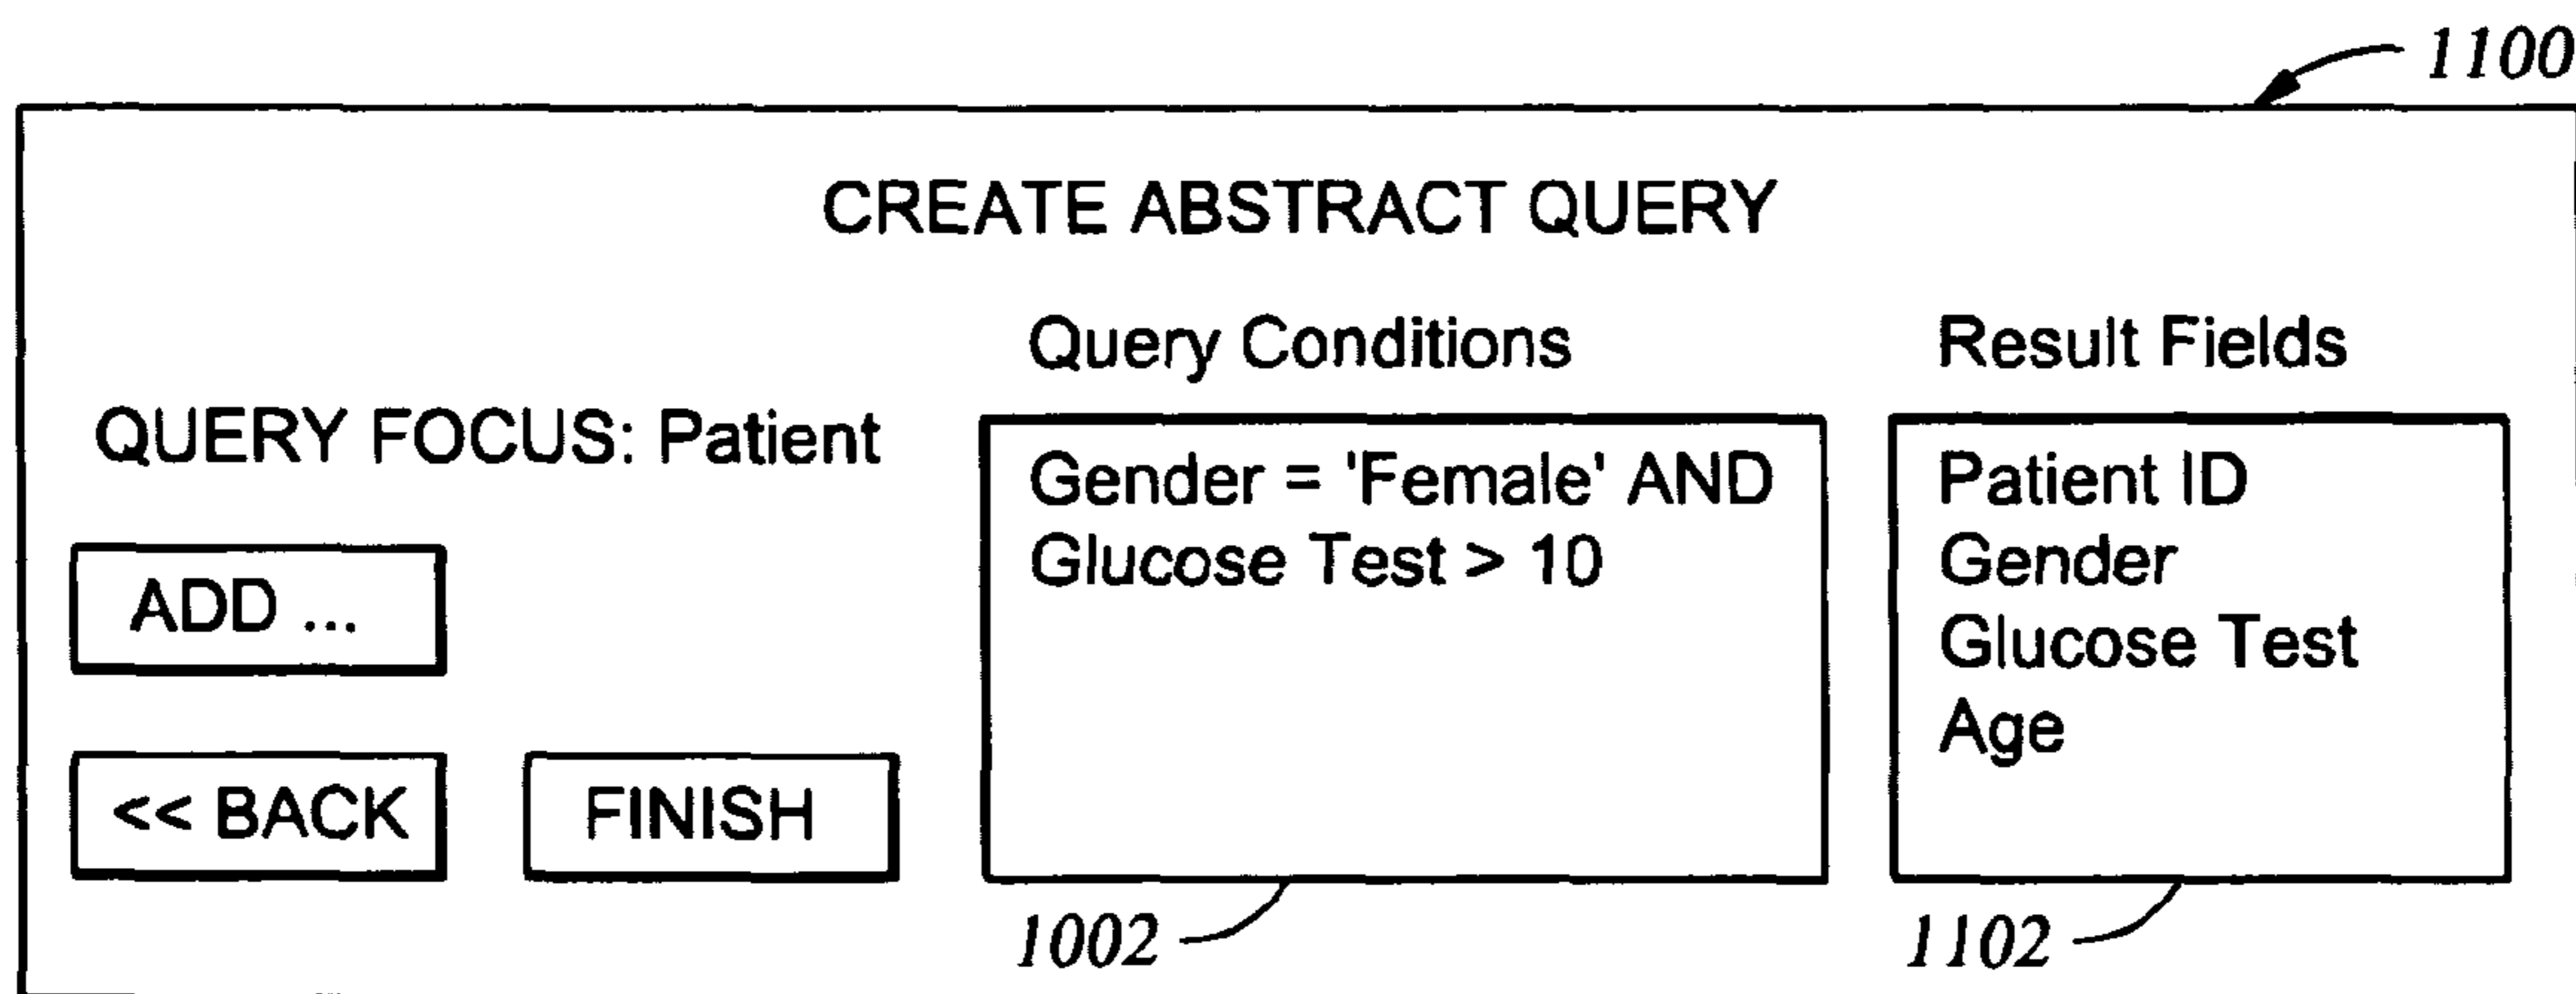 1100
CREATE ABSTRACT QUERY
QUERY FOCUS: Patient
ADD ...
<< BACK
FINISH
Query Conditions
Gender = 'Female' AND
Glucose Test > 10
1002
Result Fields
Patient ID
Gender
Glucose Test
Age
1102